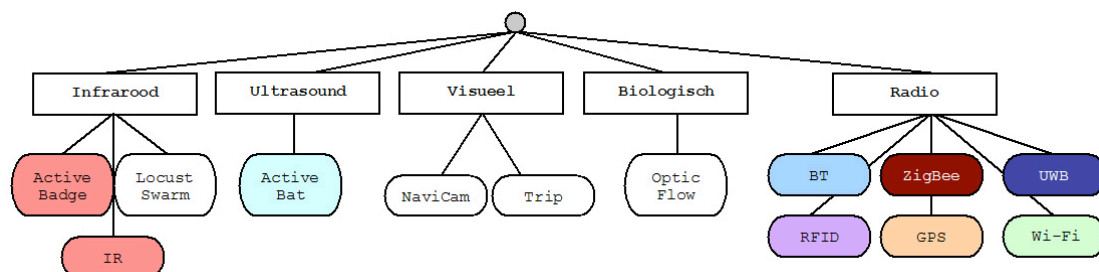 Infrarood
Ultrasound
Visueel
Biologisch
Radio
Active
Badge
Locust
Swarm
IR
Active
Bat
NaviCam
Trip
Optic
Flow
BT
ZigBee
UWB
RFID
GPS
Wi-Fi